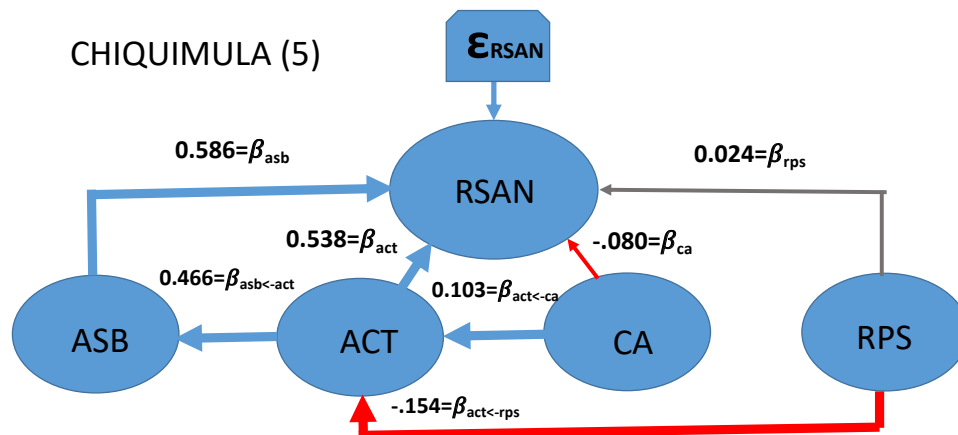 CHIQUIMULA (5)
εRSAN
0.586=βasb
0.024=βrps
RSAN
0.538=βact
-.080=βca
0.466=βasb<-act
0.103=βact<-ca
ASB
ACT
CA
RPS
-.154=βact<-rps